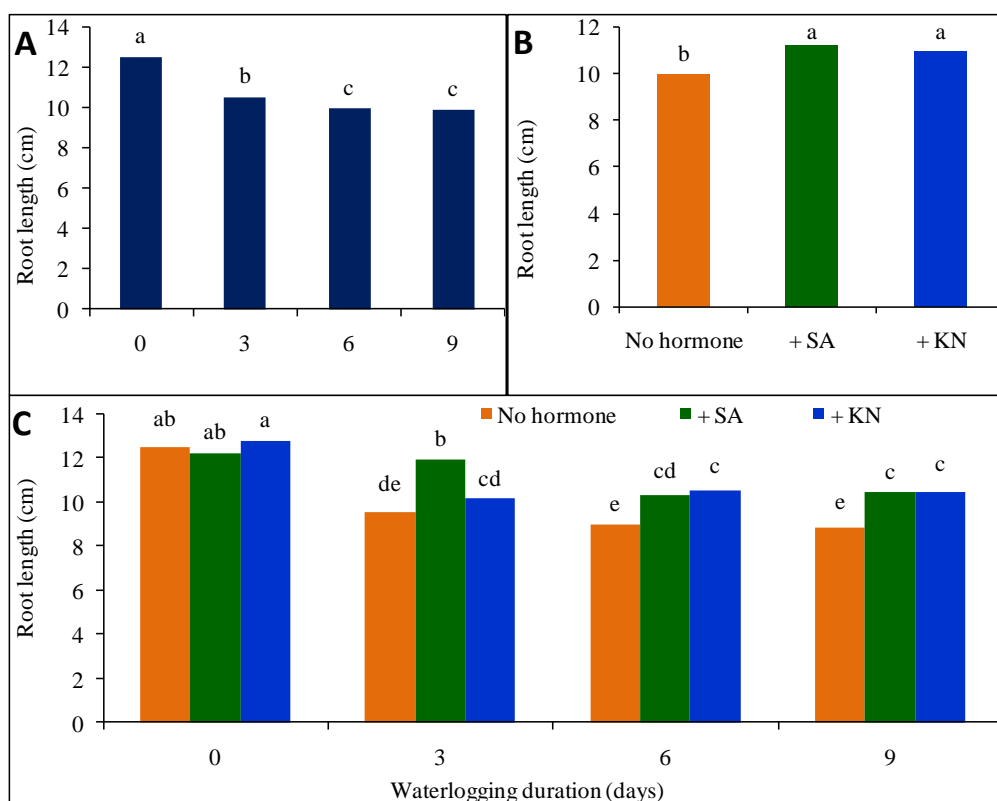 A
Root length (cm)
14
12
10
8
6
4
2
0
a
b
c
c
0 3 6 9
B
Root length (cm)
12
10
8
6
4
2
0
b
a
a
No hormone + SA + KN
C
No hormone + SA + KN
Root length (cm)
14
12
10
8
6
4
2
0
ab ab a
de b cd
e cd c
e c c
0 3 6 9
Waterlogging duration (days)